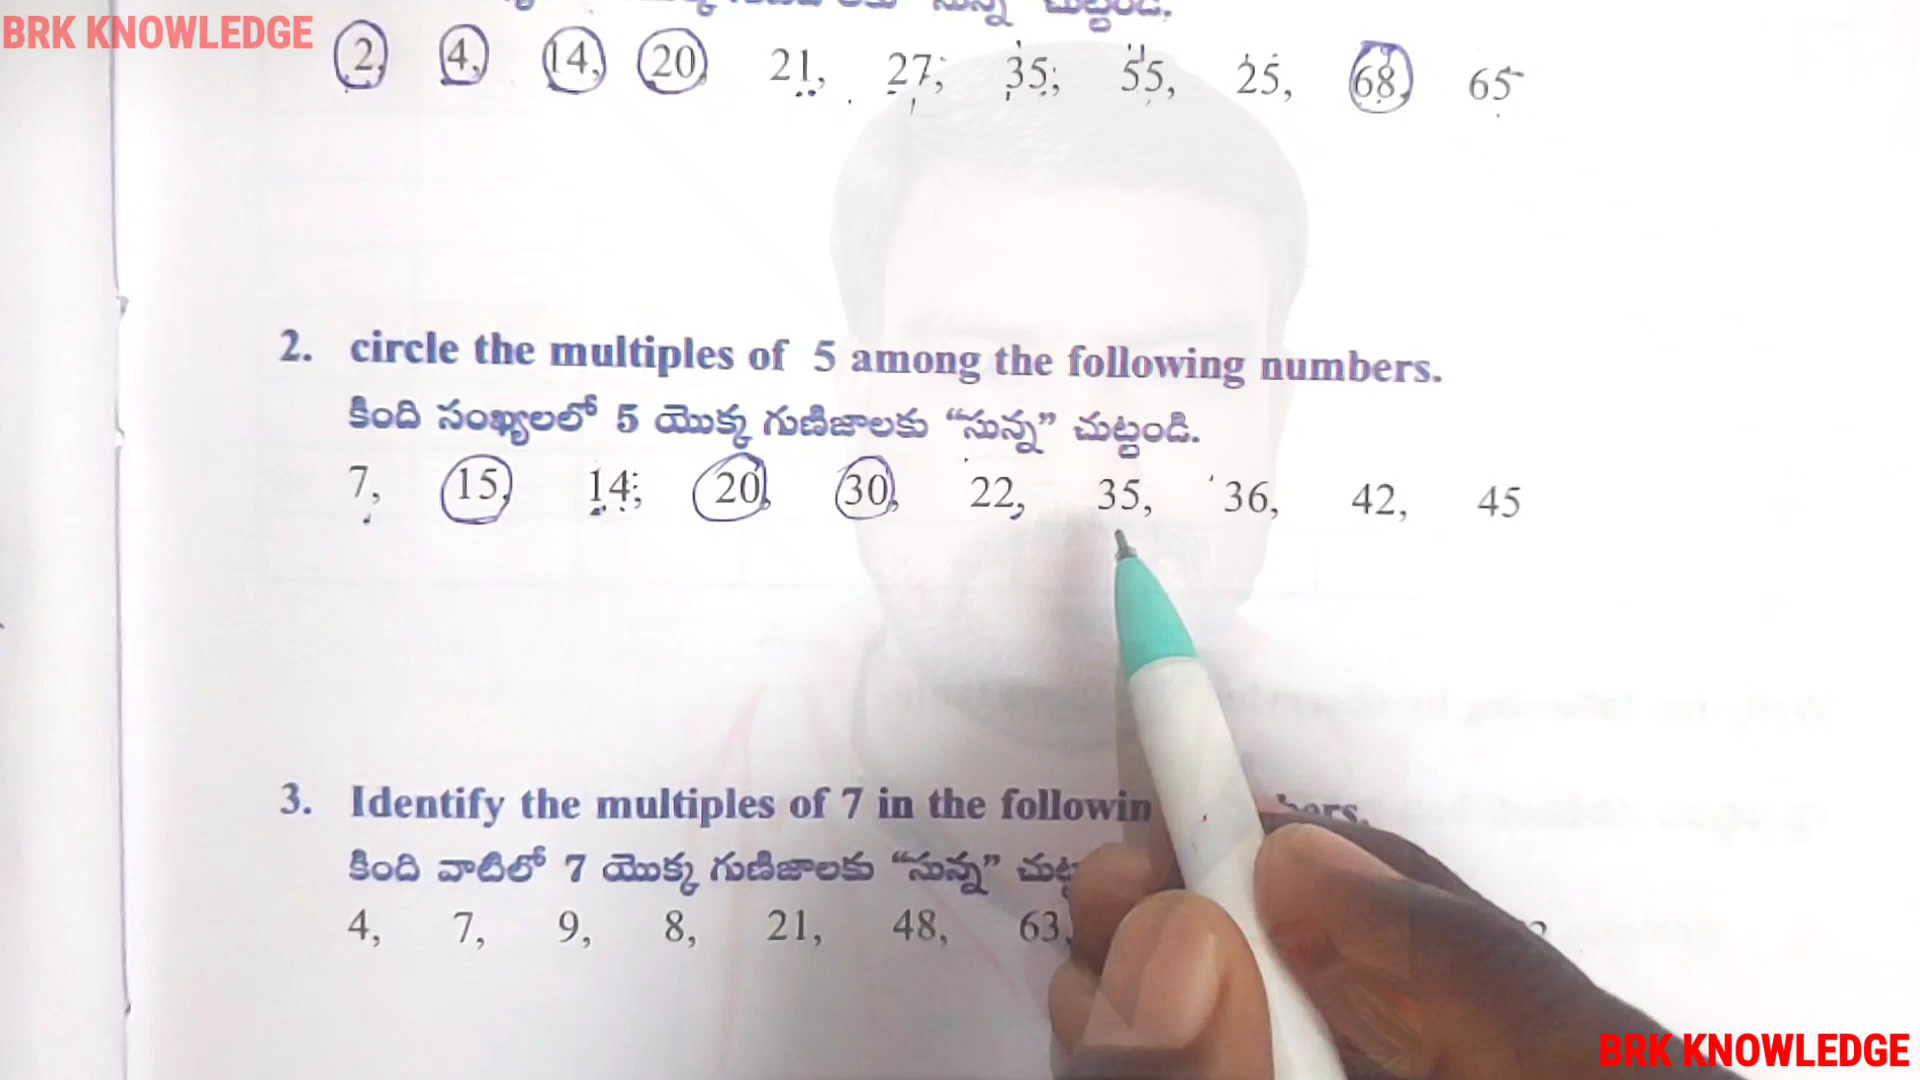 BRK KNOWLEDGE
యొక్క "సున్న" చుట్టండి.
2, 4, 14, 20, 21, 27, 35, 55, 25, 68, 65
2. circle the multiples of 5 among the following numbers.
కింది సంఖ్యలలో 5 యొక్క గుణిజాలకు "సున్న" చుట్టండి.
7, 15, 14, 20, 30, 22, 35, 36, 42, 45
3. Identify the multiples of 7 in the followin bers.
కింది వాటిలో 7 యొక్క గుణిజాలకు "సున్న"
4, 7, 9, 8, 21, 48, 63,
BRK KNOWLEDGE